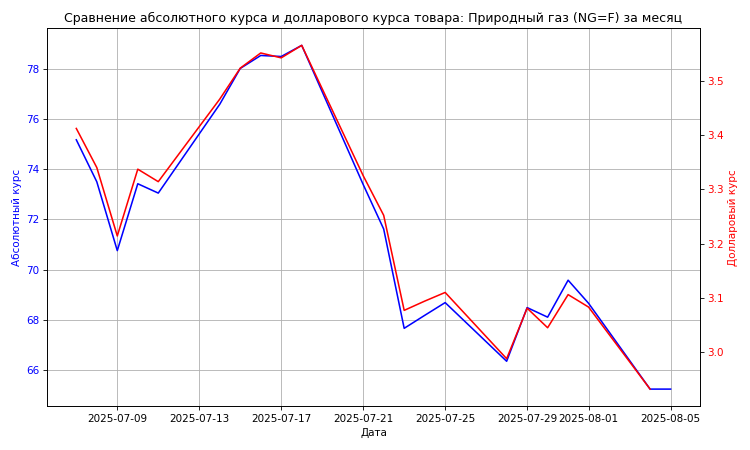 Сравнение абсолютного курса и долларового курса товара: Природный газ (NG=F) за месяц
Абсолютный курс
78
76
74
72
70
68
66
3.5
3.4
3.3
3.2
3.1
3.0
Долларовый курс
2025-07-09 2025-07-13 2025-07-17 2025-07-21 2025-07-25 2025-07-29 2025-08-01 2025-08-05
Дата